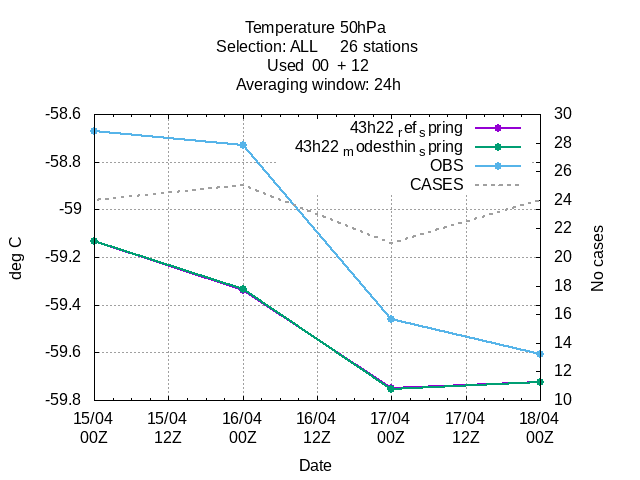 Temperature 50hPa
Selection: ALL 26 stations
Used 00 + 12
Averaging window: 24h
43h22 ref spring
43h22 modesthin spring
OBS
CASES
-58.6
-58.8
-59
-59.2
-59.4
-59.6
-59.8
deg C
30
28
26
24
22
20
18
16
14
12
10
No cases
15/04 15/04 16/04 16/04 17/04 17/04 18/04
00Z 12Z 00Z 12Z 00Z 12Z 00Z
Date